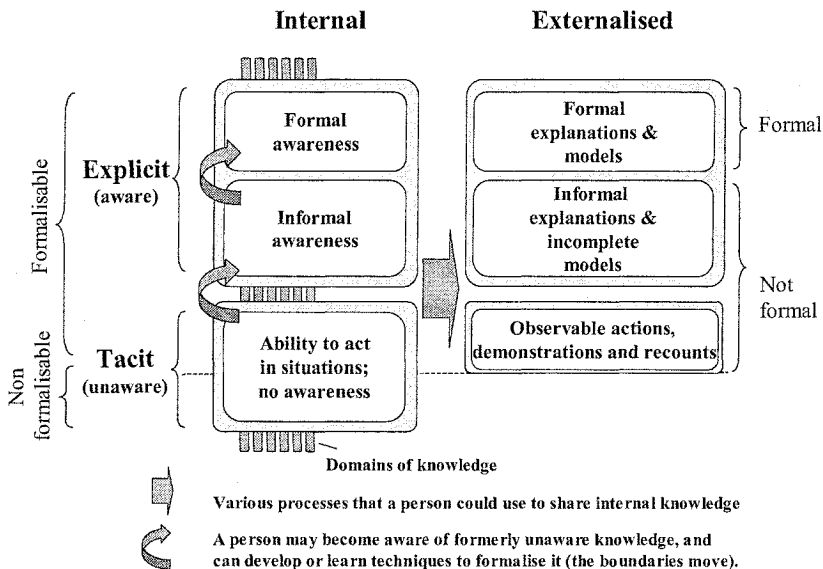 Internal
Externalised
Formalisable
Non
formalisable
Explicit
(aware)
Tacit
(unaware)
Formal
awareness
Informal
awareness
Ability to act
in situations;
no awareness
Formal
explanations &
models
Informal
explanations &
incomplete
models
Observable actions,
demonstrations and recounts
Formal
Not
formal
Domains of knowledge
Various processes that a person could use to share internal knowledge
A person may become aware of formerly unaware knowledge, and
can develop or learn techniques to formalise it (the boundaries move).